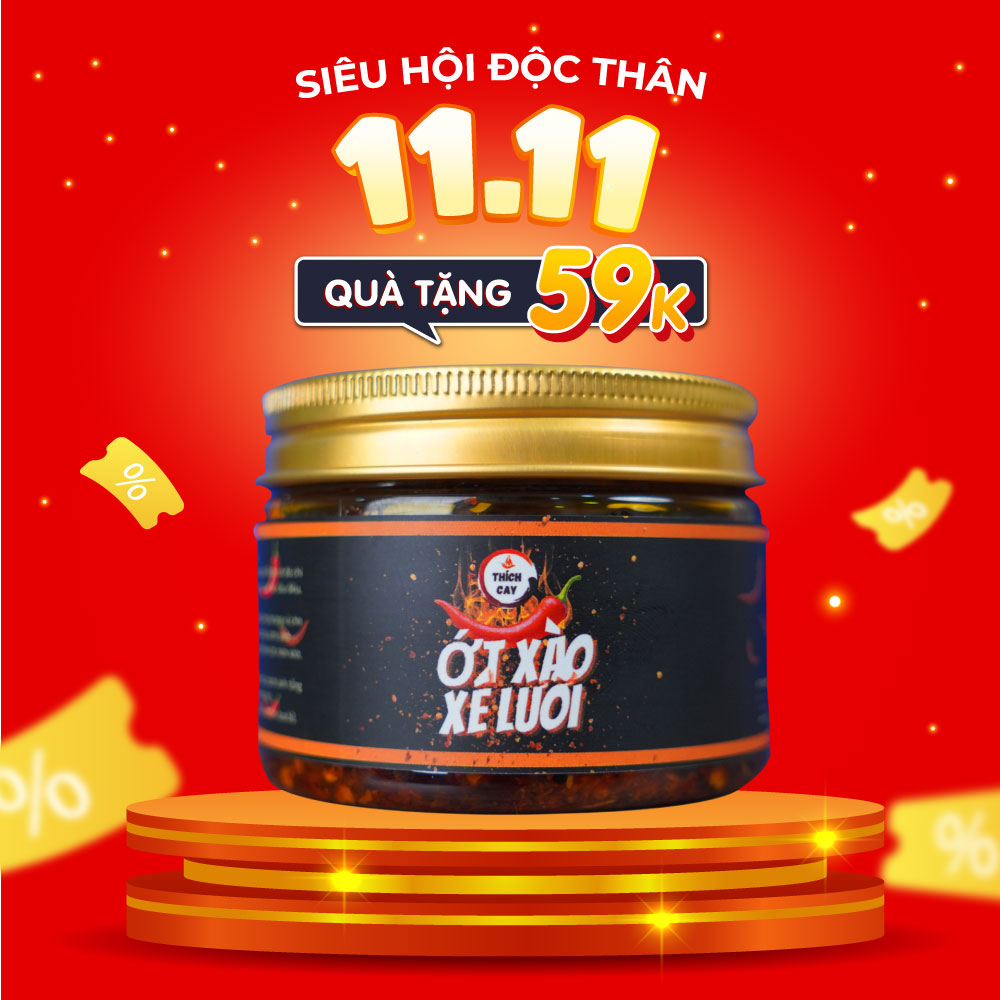 SIÊU HỘI ĐỘC THÂN
11.11
QUÀ TẶNG 59K
%
%
THÍCH
CAY
ỚT XÀO
XÉ LƯỠI
%
%